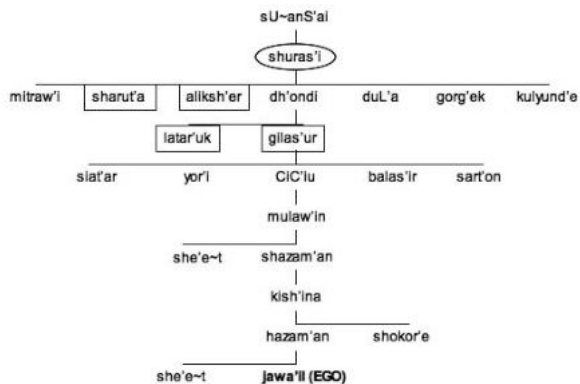 sU~anS'ai
shuras'i
mitraw'i sharut'a aliksh'er dh'ondi duL'a gorg'ek kulyund'e
latar'uk gilas'ur
siat'ar yor'i CiC'iu balas'ir sart'on
mulaw'in
she'e~t shazam'an
kish'ina
hazam'an shokor'e
she'e~t jawa'il (EGO)